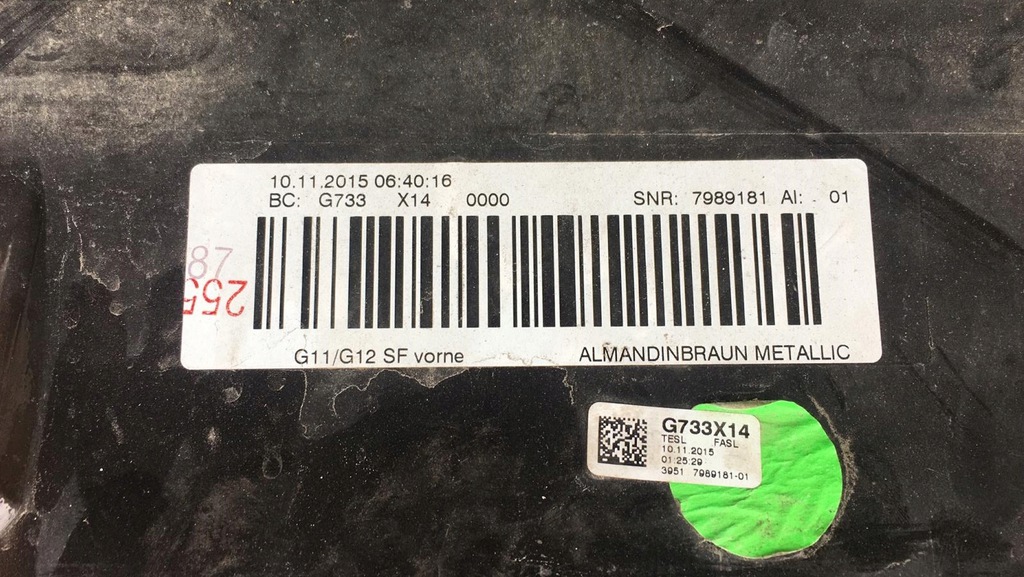 10.11.2015 06:40:16
BC: G733 X14 0000 SNR: 7989181 AI: 01
87
255
G11/G12 SF vorne ALMANDINBRAUN METALLIC
G733X14
TESL FASL
10.11.2015
01:25:29
3951 7989181-01